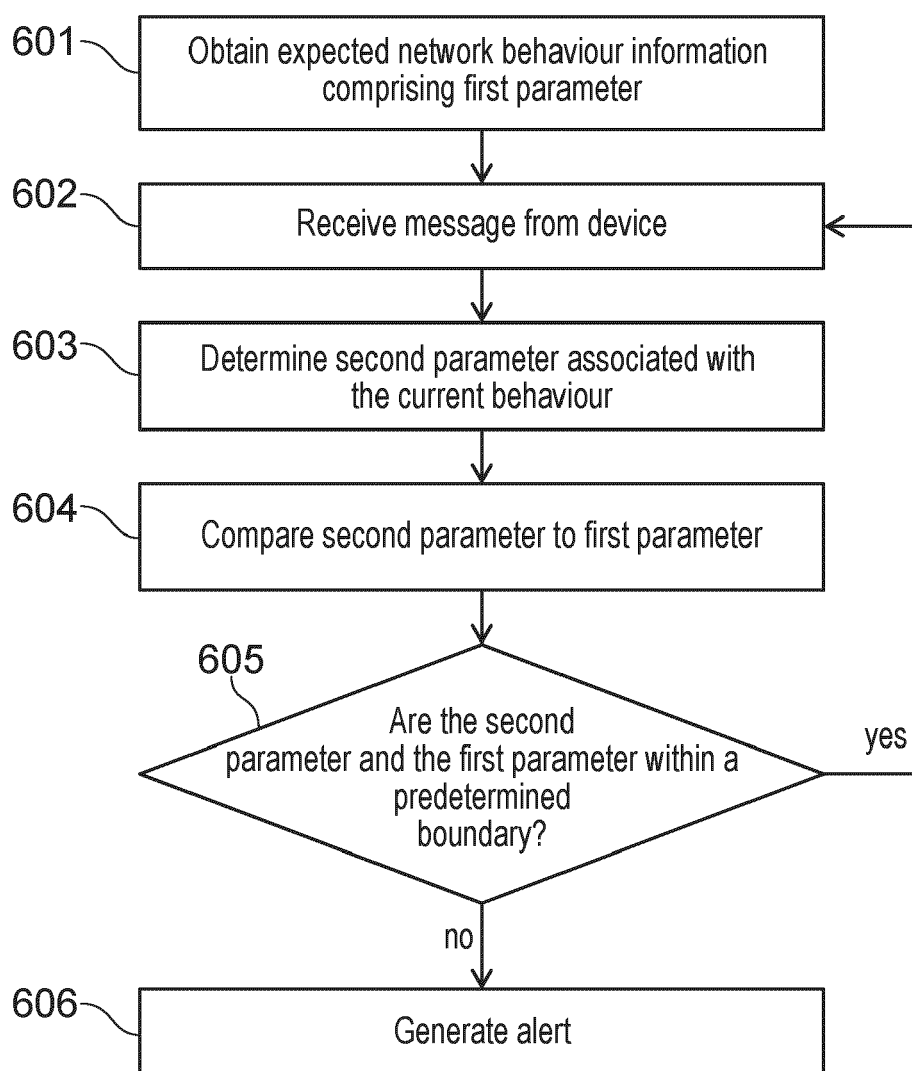 601
Obtain expected network behaviour information
comprising first parameter
602
Receive message from device
603
Determine second parameter associated with
the current behaviour
604
Compare second parameter to first parameter
605
Are the second
parameter and the first parameter within a
predetermined
boundary?
yes
no
606
Generate alert